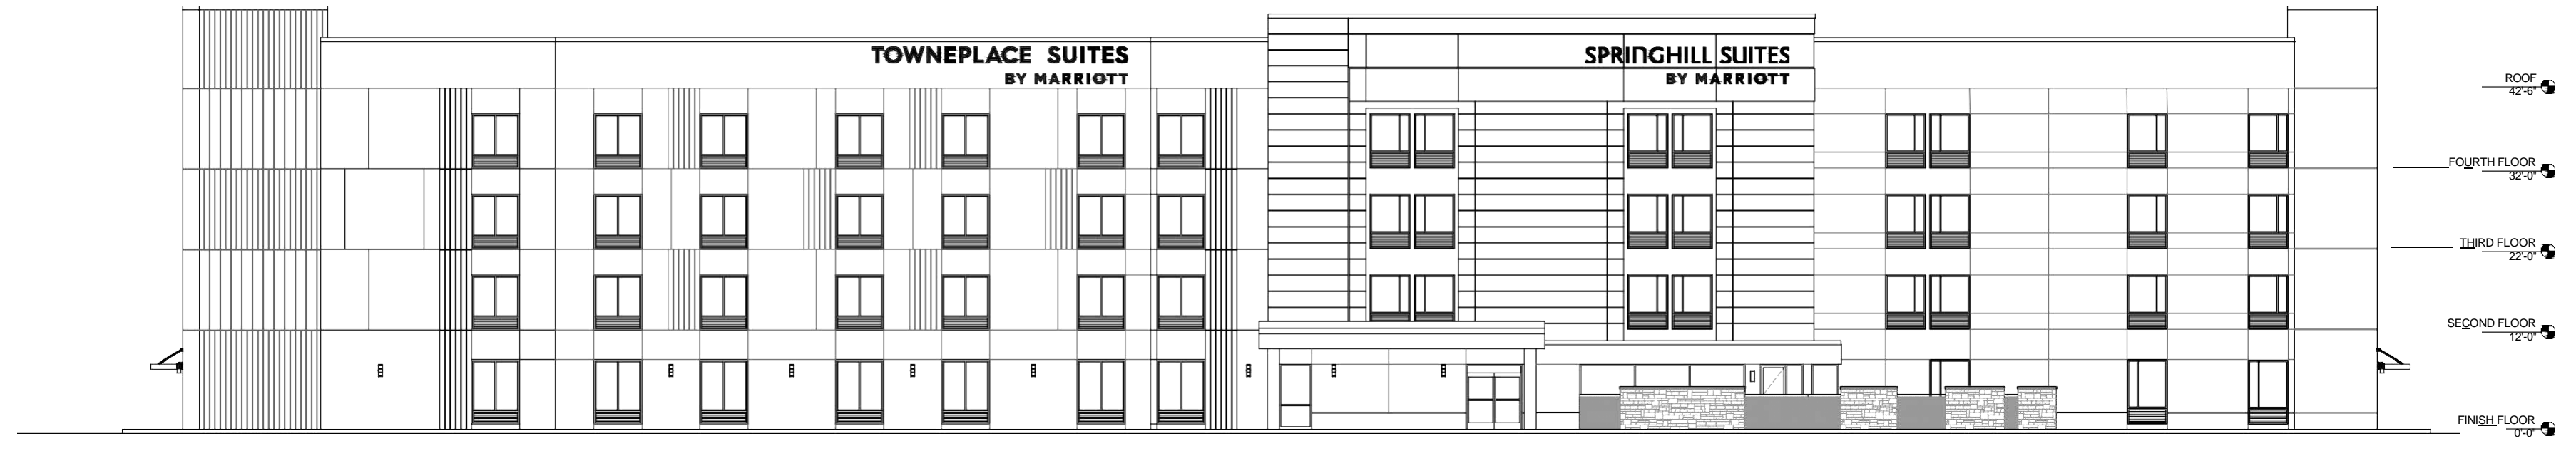 TOWNEPLACE SUITES
BY MARRIOTT
SPRINGHILL SUITES
BY MARRIOTT
ROOF
42'-6"
FOURTH FLOOR
32'-0"
THIRD FLOOR
22'-0"
SECOND FLOOR
12'-0"
FINISH FLOOR
0'-0"